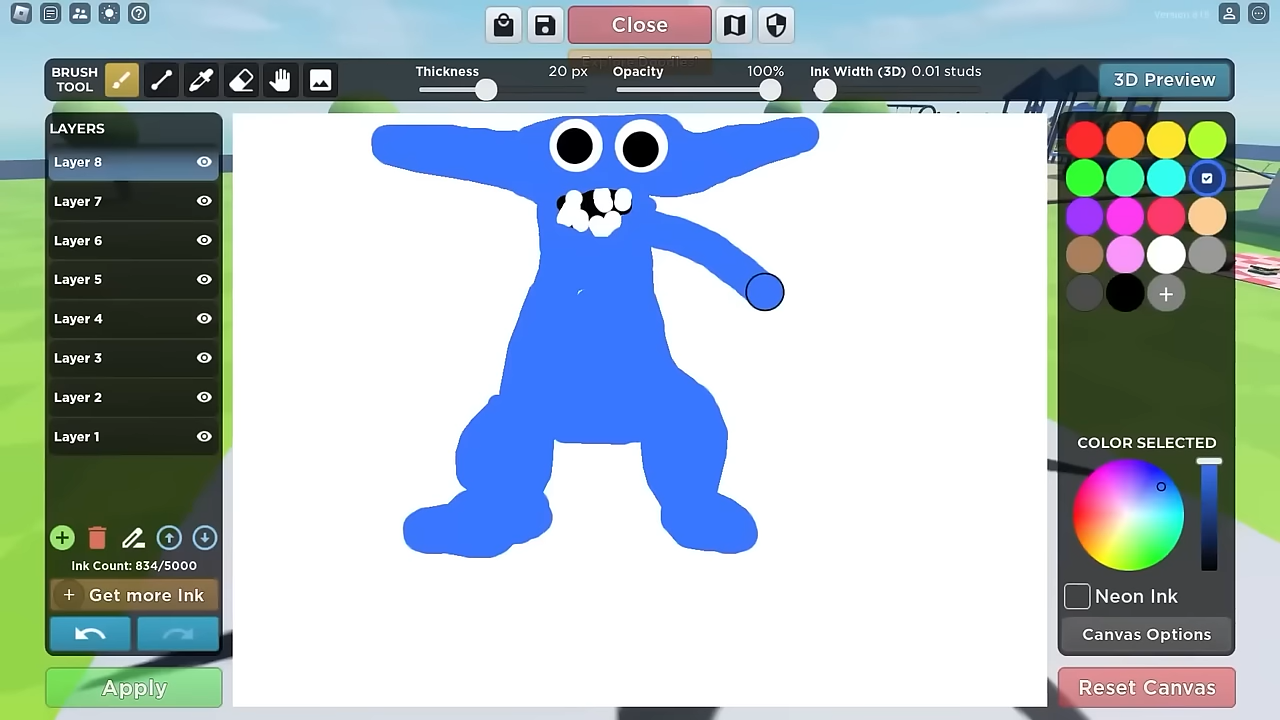 Close
BRUSH
TOOL
Thickness
20 px
Opacity
100%
Ink Width (3D) 0.01 studs
3D Preview
LAYERS
Layer 8
Layer 7
Layer 6
Layer 5
Layer 4
Layer 3
Layer 2
Layer 1
Ink Count: 834/5000
+ Get more Ink
Apply
COLOR SELECTED
Neon Ink
Canvas Options
Reset Canvas